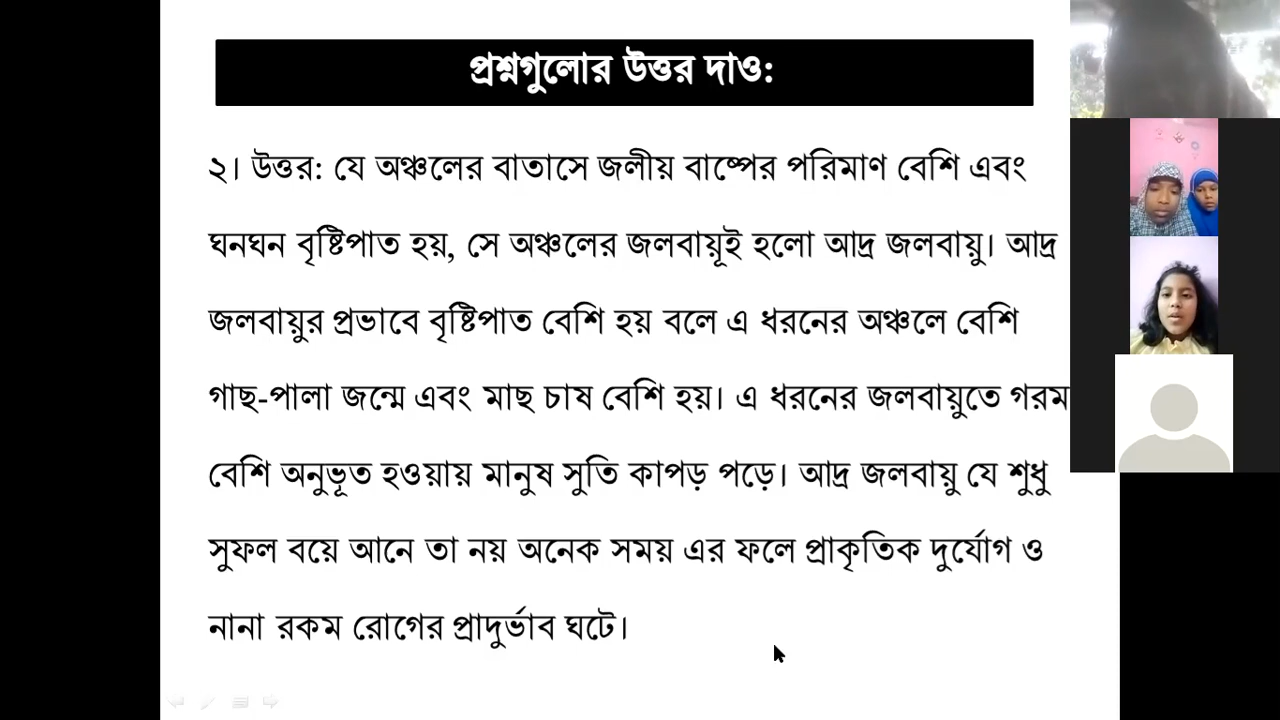 প্রশ্নগুলোর উত্তর দাও:
২। উত্তর: যে অঞ্চলের বাতাসে জলীয় বাষ্পের পরিমাণ বেশি এবং
ঘনঘন বৃষ্টিপাত হয়, সে অঞ্চলের জলবায়ূই হলো আদ্র জলবায়ু। আদ্র
জলবায়ুর প্রভাবে বৃষ্টিপাত বেশি হয় বলে এ ধরনের অঞ্চলে বেশি
গাছ-পালা জন্মে এবং মাছ চাষ বেশি হয়। এ ধরনের জলবায়ুতে গরম
বেশি অনুভূত হওয়ায় মানুষ সুতি কাপড় পড়ে। আদ্র জলবায়ু যে শুধু
সুফল বয়ে আনে তা নয় অনেক সময় এর ফলে প্রাকৃতিক দুর্যোগ ও
নানা রকম রোগের প্রাদুর্ভাব ঘটে।